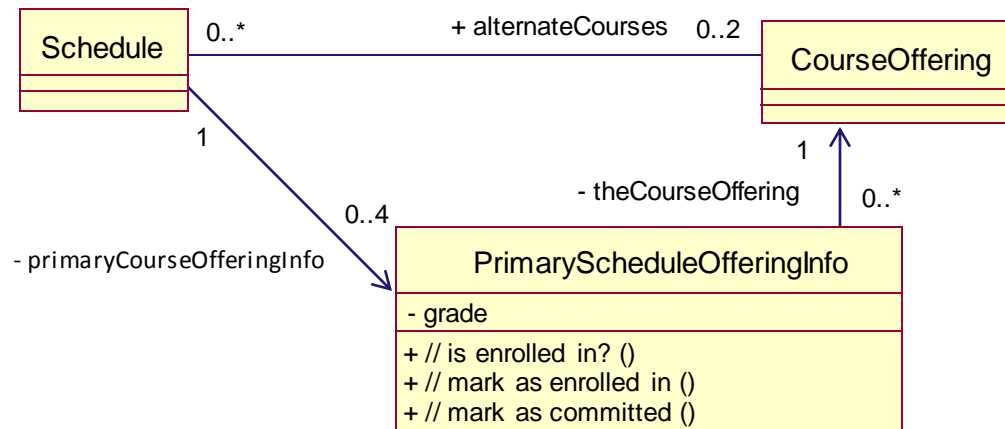 Schedule
0..*
+ alternateCourses
0..2
CourseOffering
1
1
- theCourseOffering
0..*
0..4
- primaryCourseOfferingInfo
PrimaryScheduleOfferingInfo
- grade
+ // is enrolled in? ()
+ // mark as enrolled in ()
+ // mark as committed ()